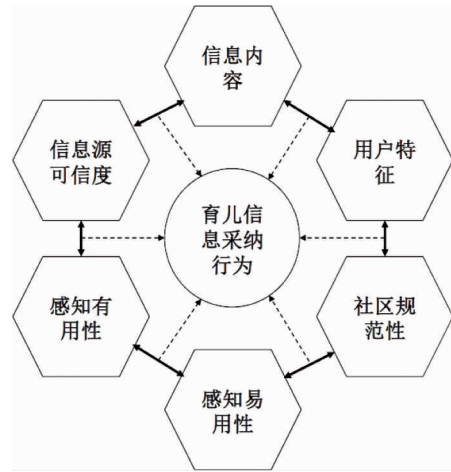 信息内
容
信息源
可信度
用户特
征
育儿信
息采纳
行为
感知有
用性
社区规
范性
感知易
用性